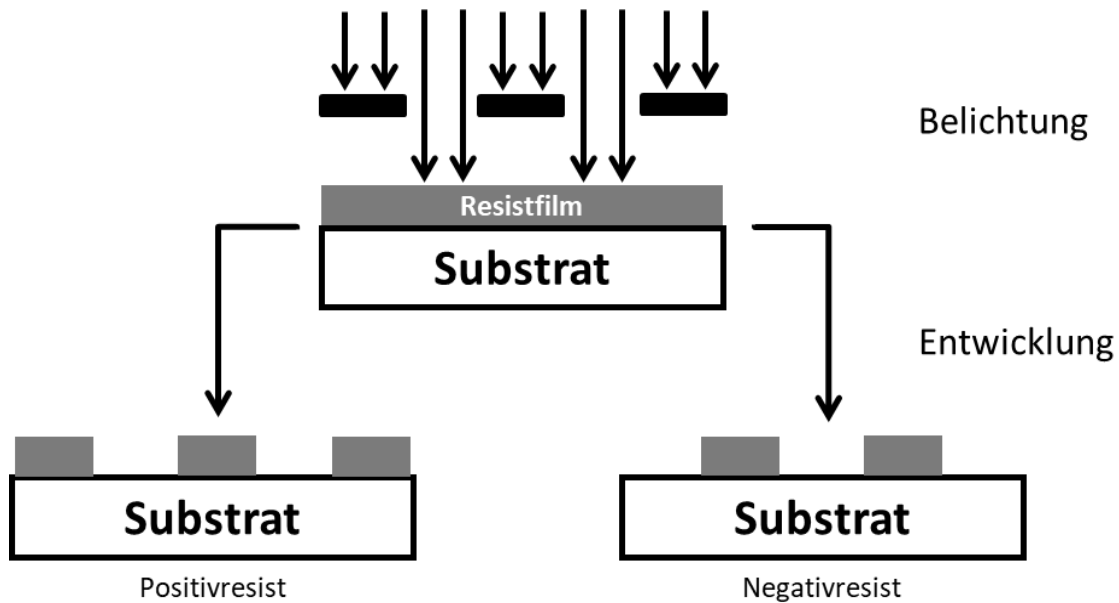 Belichtung
Resistfilm
Substrat
Entwicklung
Substrat
Substrat
Positivresist
Negativresist